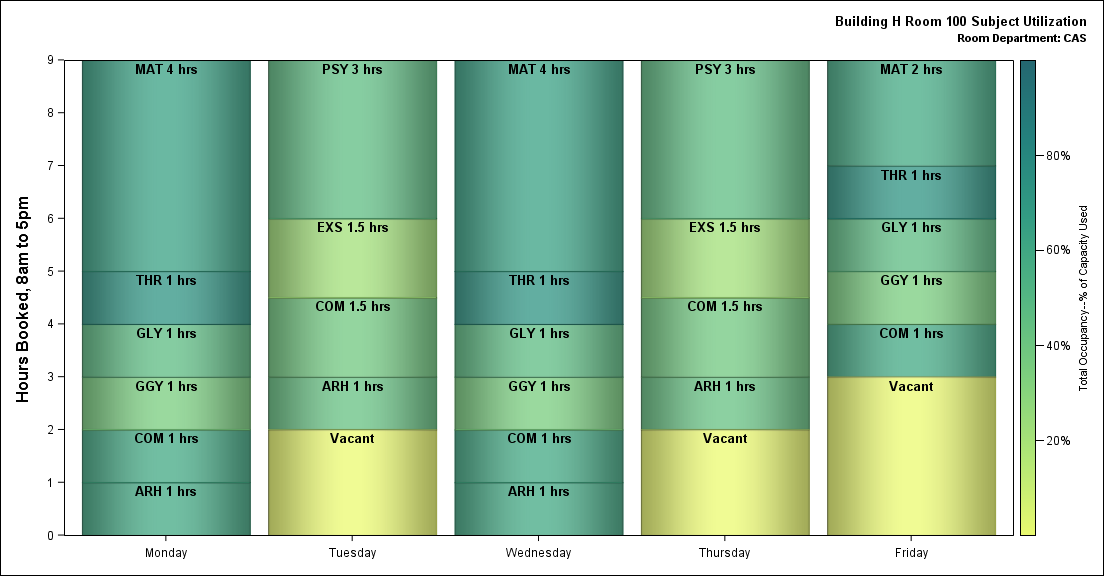 Building H Room 100 Subject Utilization
Room Department: CAS
Hours Booked, 8am to 5pm
9
8
7
6
5
4
3
2
1
0
MAT 4 hrs
THR 1 hrs
GLY 1 hrs
GGY 1 hrs
COM 1 hrs
ARH 1 hrs
PSY 3 hrs
EXS 1.5 hrs
COM 1.5 hrs
ARH 1 hrs
Vacant
MAT 4 hrs
THR 1 hrs
GLY 1 hrs
GGY 1 hrs
COM 1 hrs
ARH 1 hrs
PSY 3 hrs
EXS 1.5 hrs
COM 1.5 hrs
ARH 1 hrs
Vacant
MAT 2 hrs
THR 1 hrs
GLY 1 hrs
GGY 1 hrs
COM 1 hrs
Vacant
Monday
Tuesday
Wednesday
Thursday
Friday
80%
60%
40%
20%
Total Occupancy--% of Capacity Used